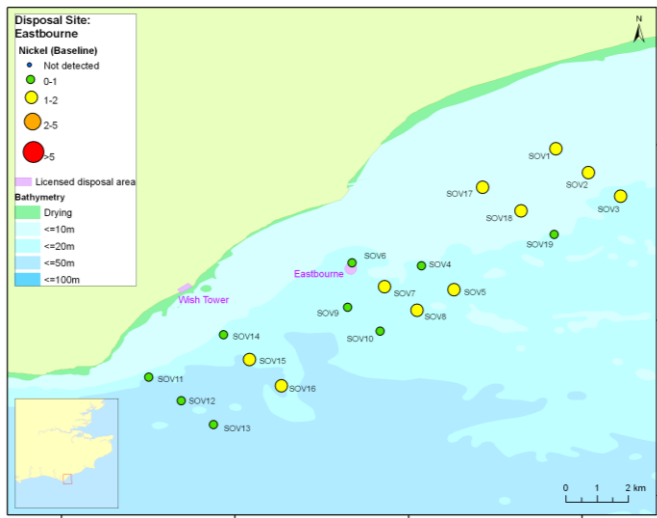 Disposal Site:
Eastbourne
Nickel (Baseline)
Not detected
0-1
1-2
2-5
>5
Licensed disposal area
Bathymetry
Drying
<=10m
<=20m
<=50m
<=100m
N
SOV1
SOV2
SOV17
SOV3
SOV18
SOV19
SOV6
SOV4
Eastbourne
SOV7
SOV5
Wish Tower
SOV9
SOV8
SOV10
SOV14
SOV15
SOV11
SOV16
SOV12
SOV13
0 1 2 km